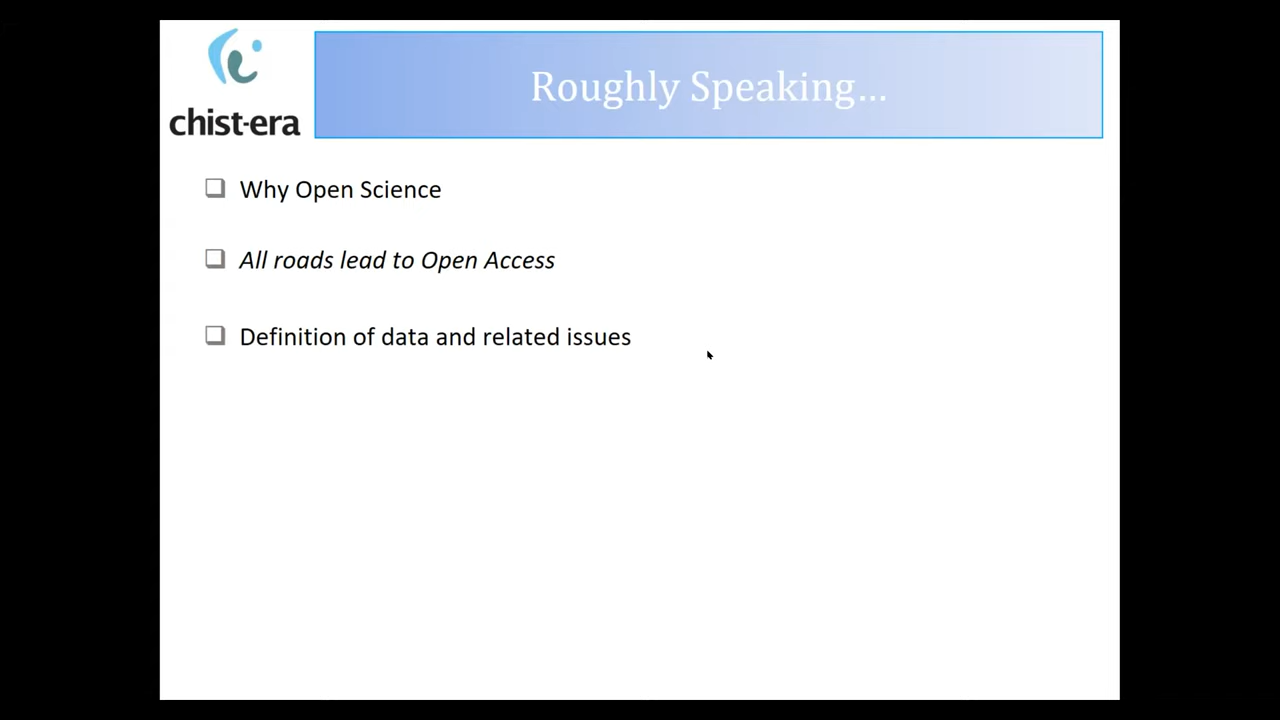 chist-era
Roughly Speaking...
Why Open Science
All roads lead to Open Access
Definition of data and related issues